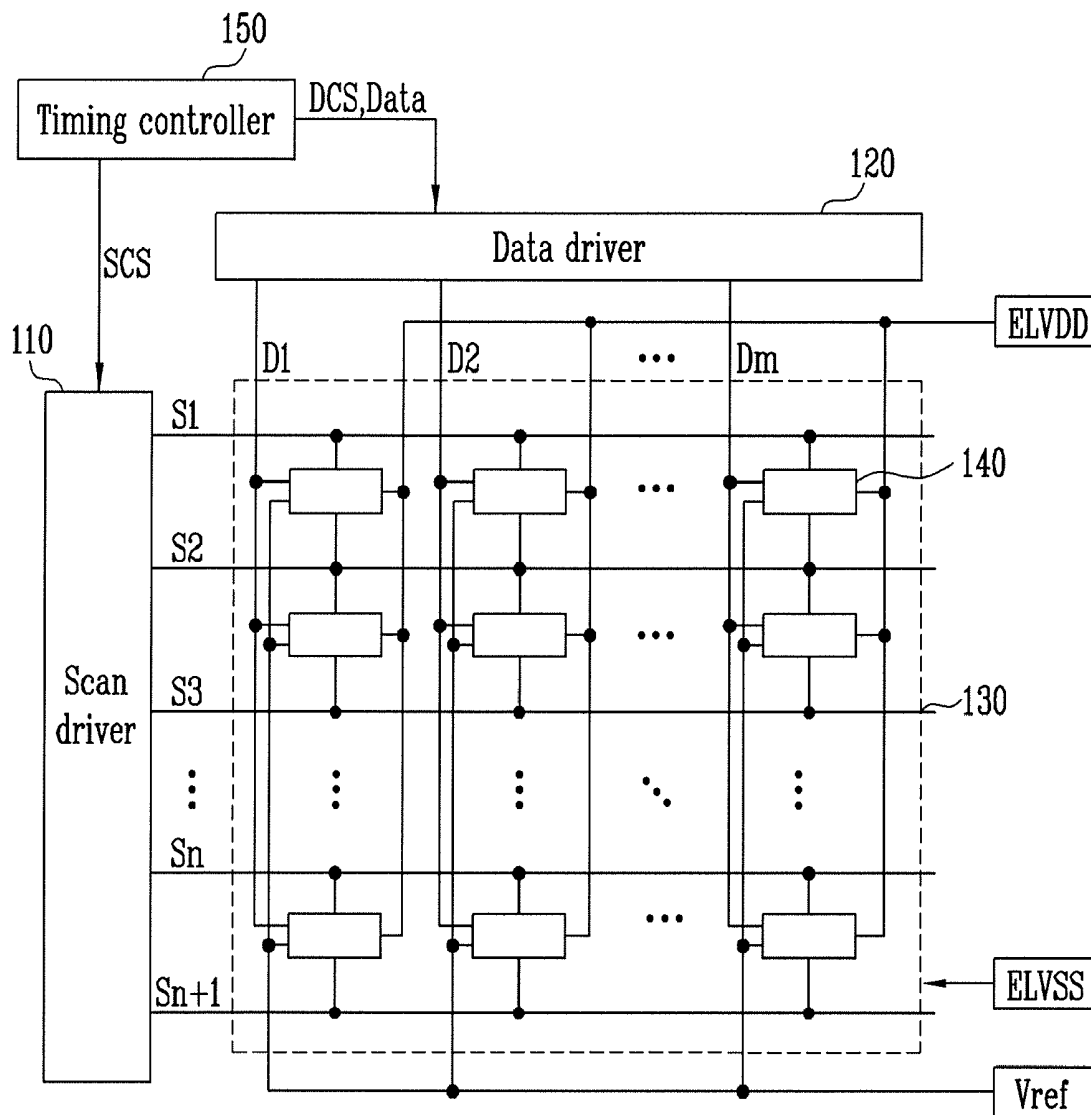 150
Timing controller
DCS,Data
120
Data driver
SCS
ELVDD
110
D1
D2
Dm
S1
140
S2
S3
130
Scan
driver
Sn
Sn+1
ELVSS
Vref